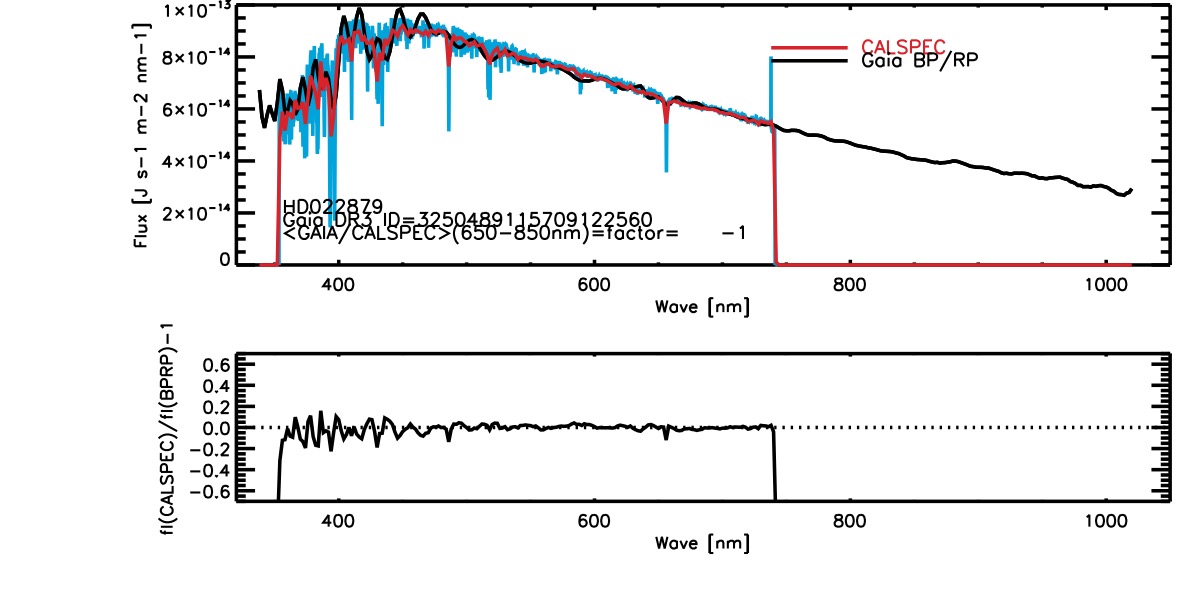 1×10−13
8×10−14
6×10−14
4×10−14
2×10−14
0
Flux [J s−1 m−2 nm−1]
CALSPEC
Gaia BP/RP
HD022879
Gaia DR3 ID=3250489115709122560
<GAIA/CALSPEC>(650−850nm)=factor= −1
400 600 800 1000
Wave [nm]
fl(CALSPEC)/fl(BPRP)−1
0.6
0.4
0.2
0.0
−0.2
−0.4
−0.6
400 600 800 1000
Wave [nm]